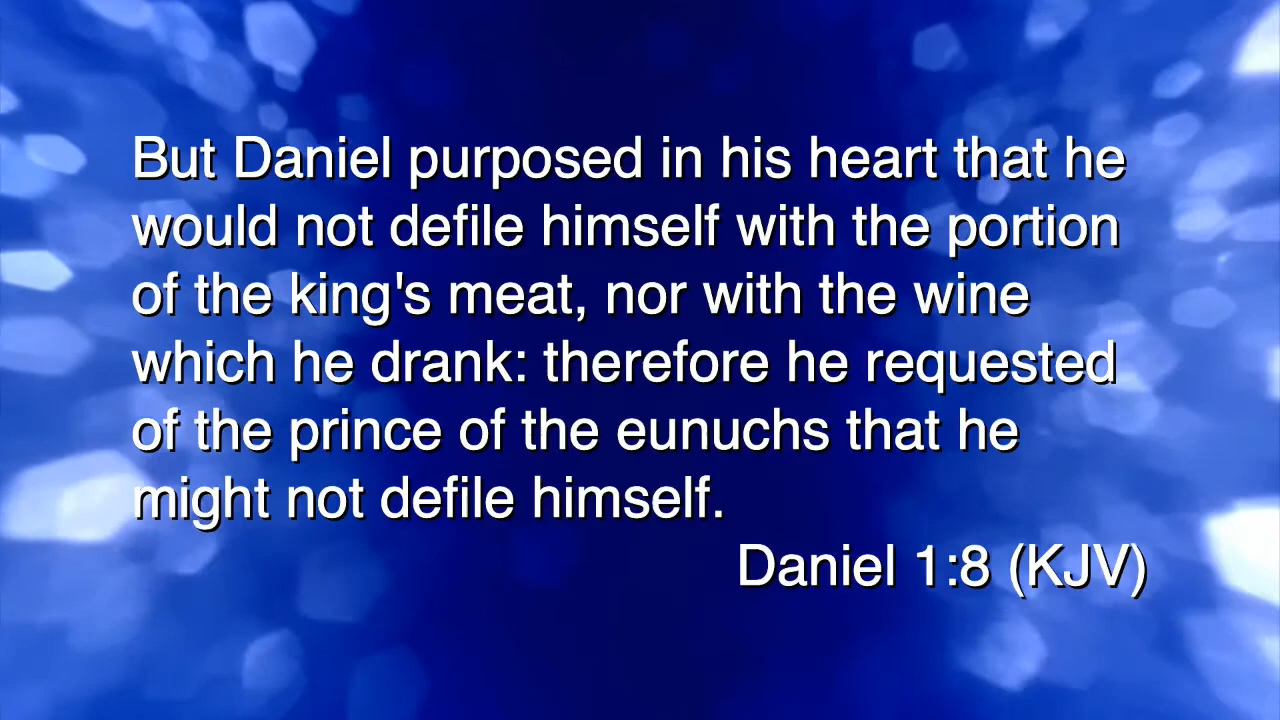 But Daniel purposed in his heart that he
would not defile himself with the portion
of the king's meat, nor with the wine
which he drank: therefore he requested
of the prince of the eunuchs that he
might not defile himself.
Daniel 1:8 (KJV)